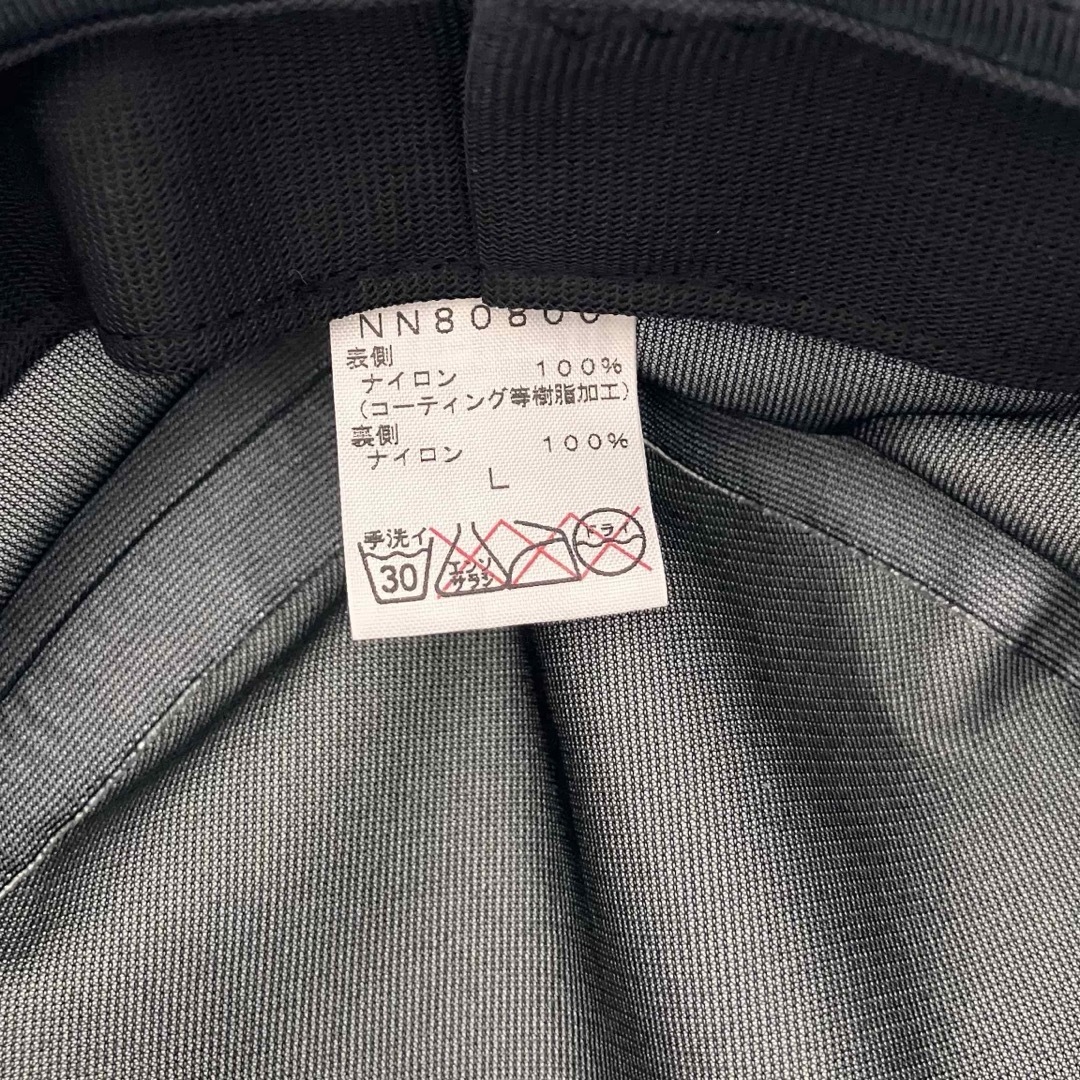 NN80800
表側
ナイロン 100%
(コーティング等樹脂加工)
裏側
ナイロン 100%
L
手洗イ
30
エンソ
サラシ
ドライ